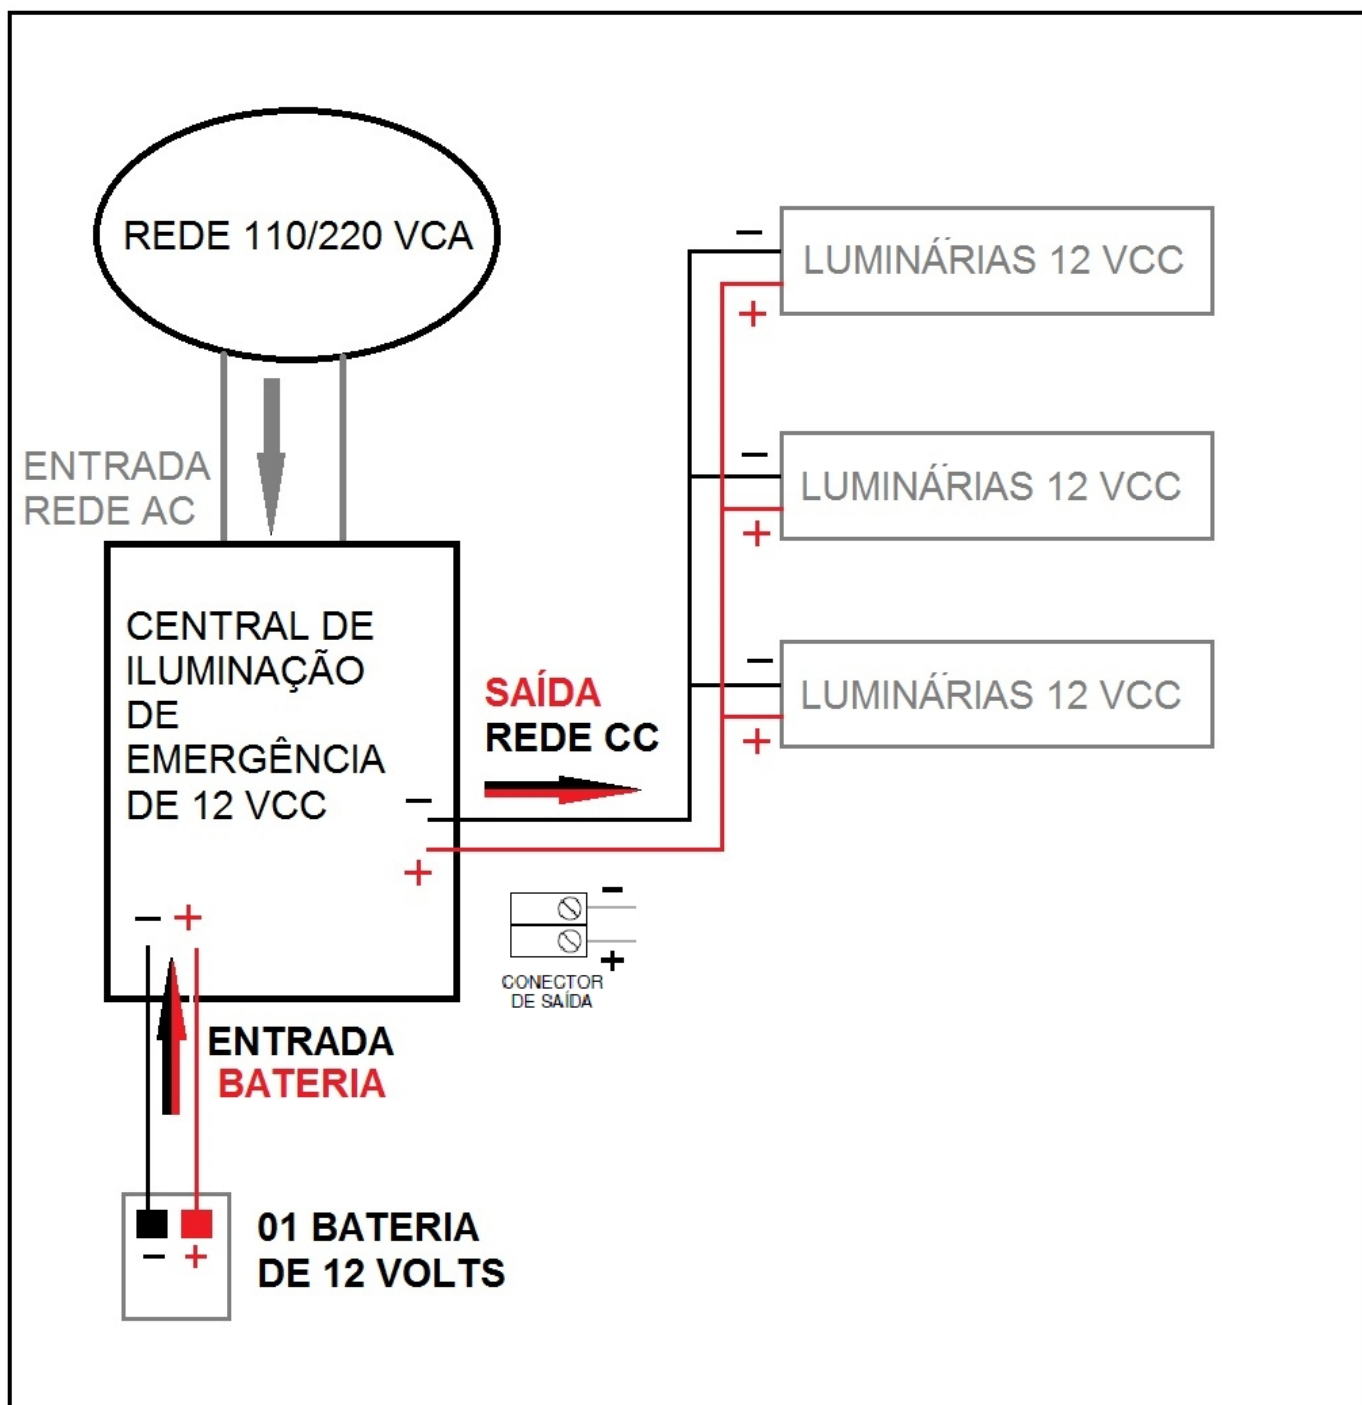 REDE 110/220 VCA
ENTRADA
REDE AC
CENTRAL DE
ILUMINAÇÃO
DE
EMERGÊNCIA
DE 12 VCC
−
+
− +
SAÍDA
REDE CC
−
LUMINÁRIAS 12 VCC
+
−
LUMINÁRIAS 12 VCC
+
−
LUMINÁRIAS 12 VCC
+
−
+
CONECTOR
DE SAÍDA
ENTRADA
BATERIA
− +
01 BATERIA
DE 12 VOLTS